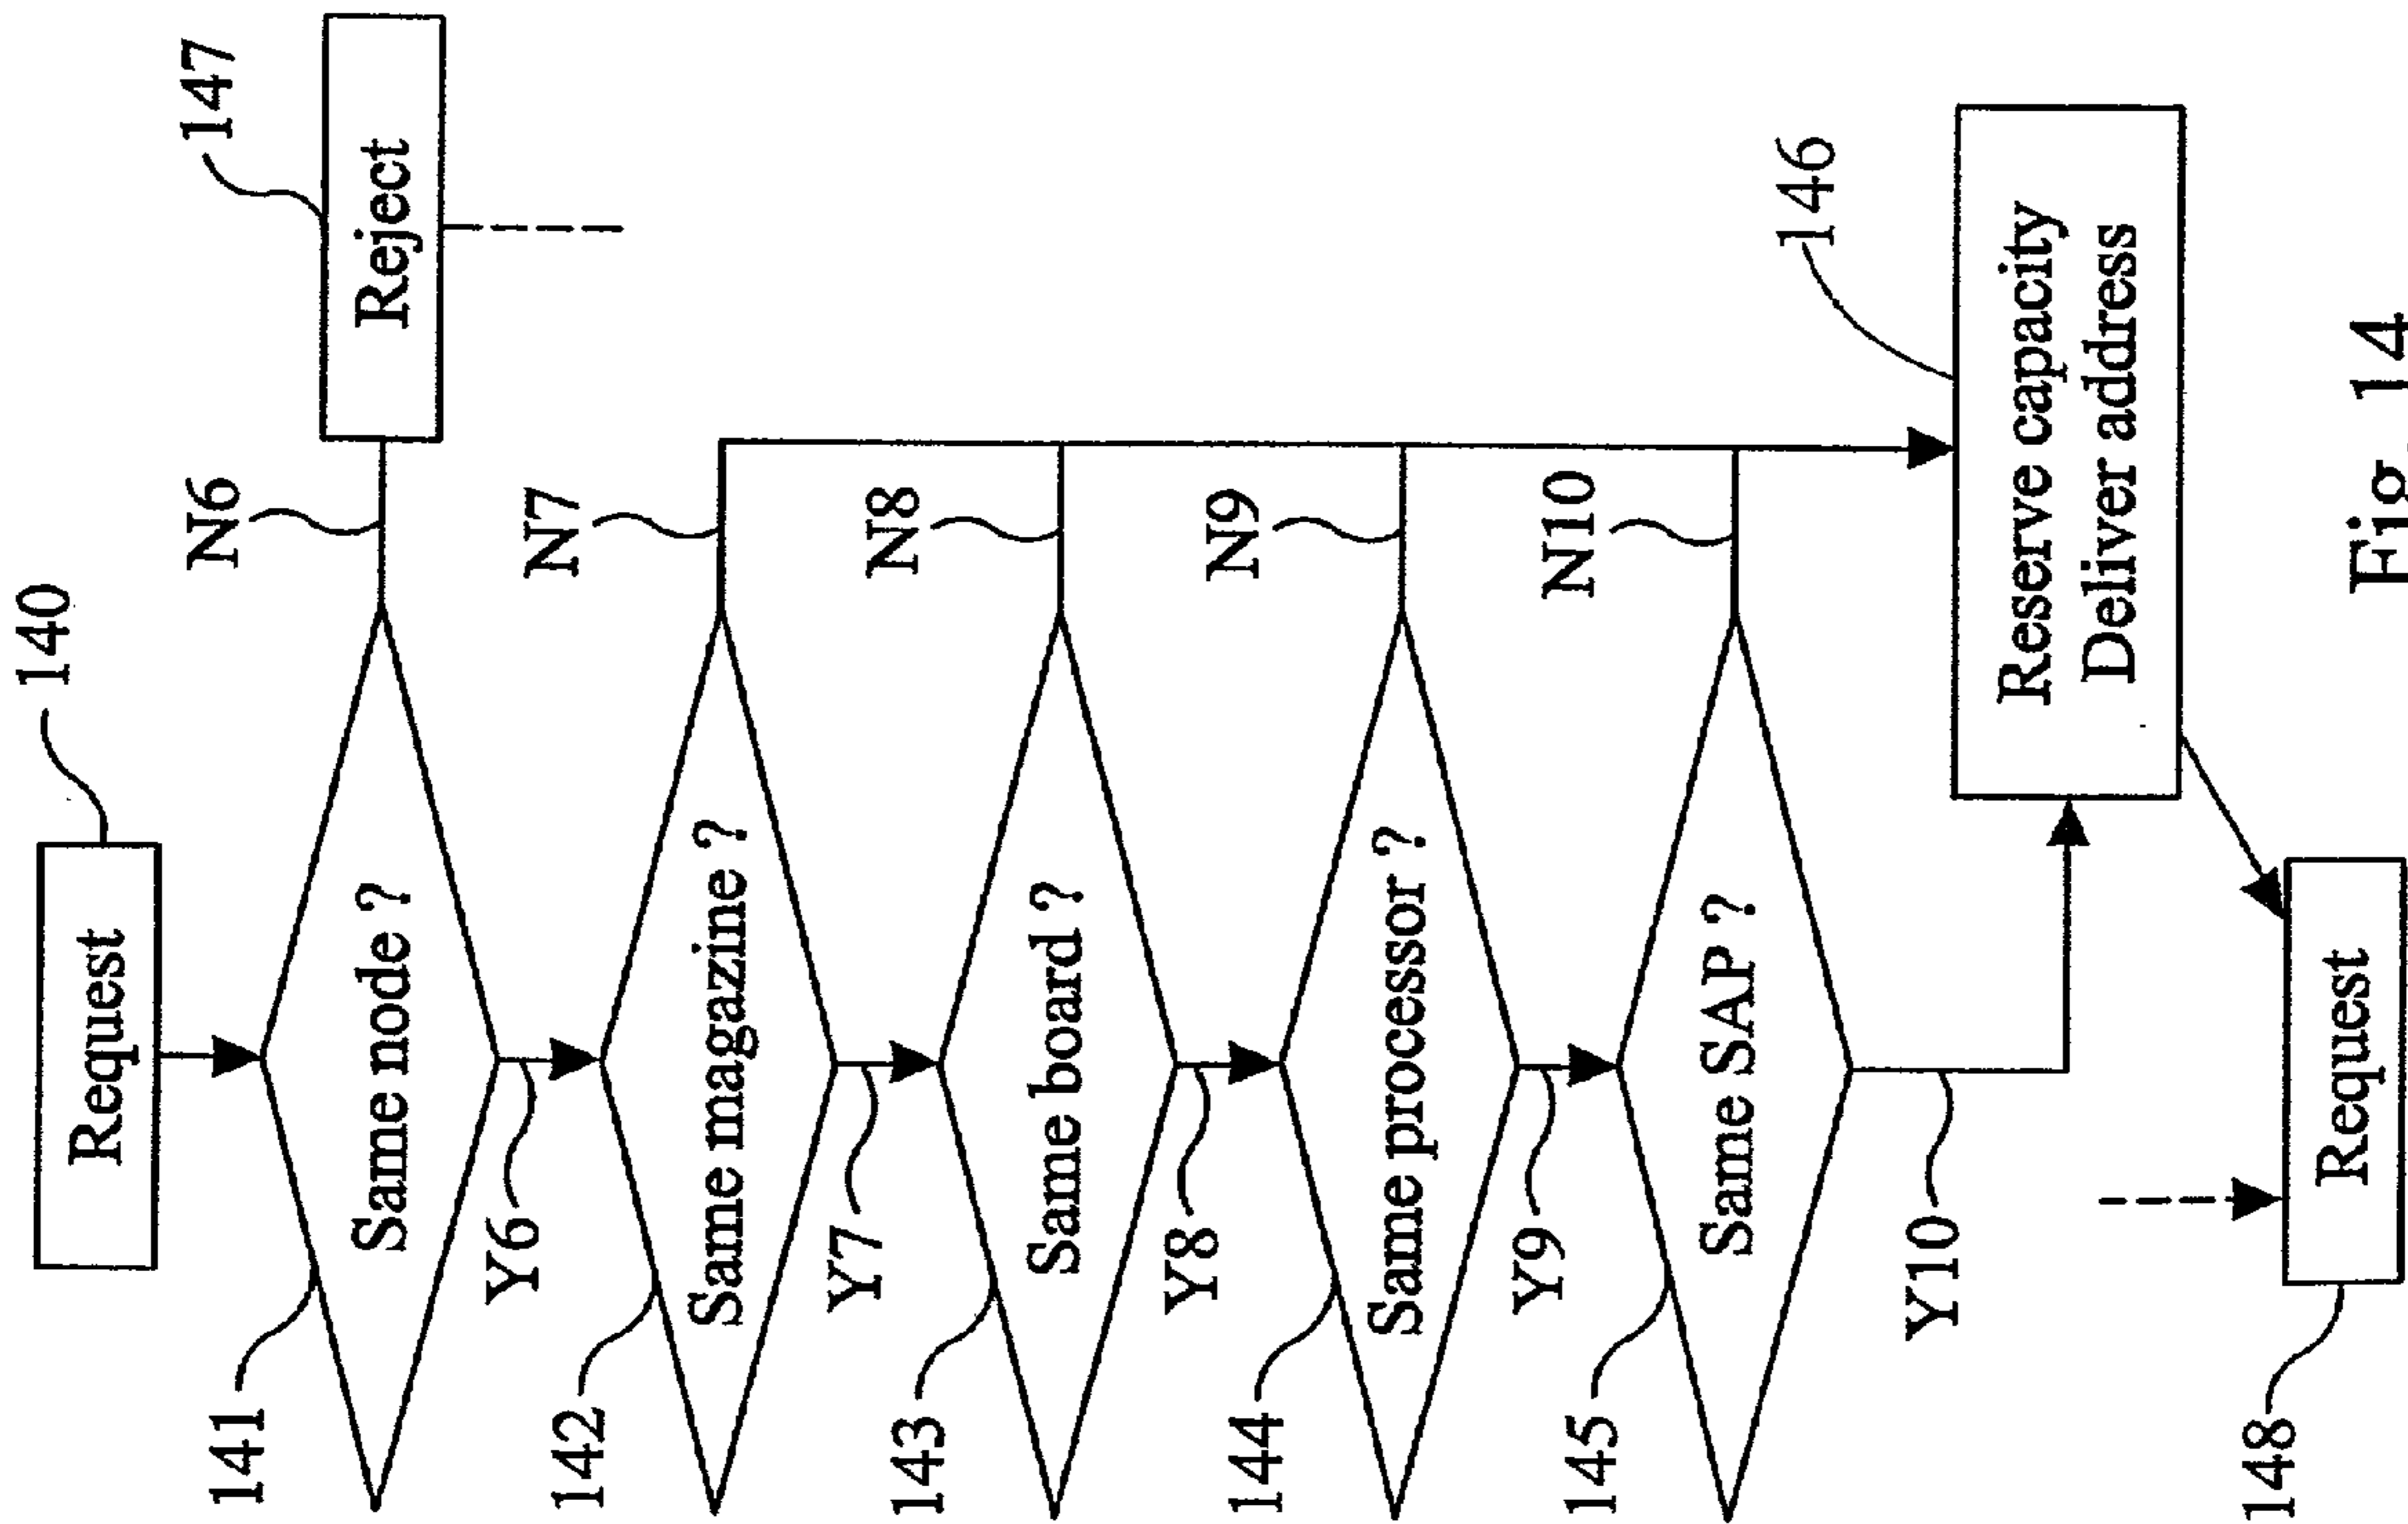 140
Request
141
Same node ?
N6
147
Reject
Y6
142
Same magazine ?
N7
Y7
143
Same board ?
N8
Y8
144
Same processor ?
N9
Y9
145
Same SAP ?
N10
Y10
146
Reserve capacity
Deliver address
148
Request
Fig. 14